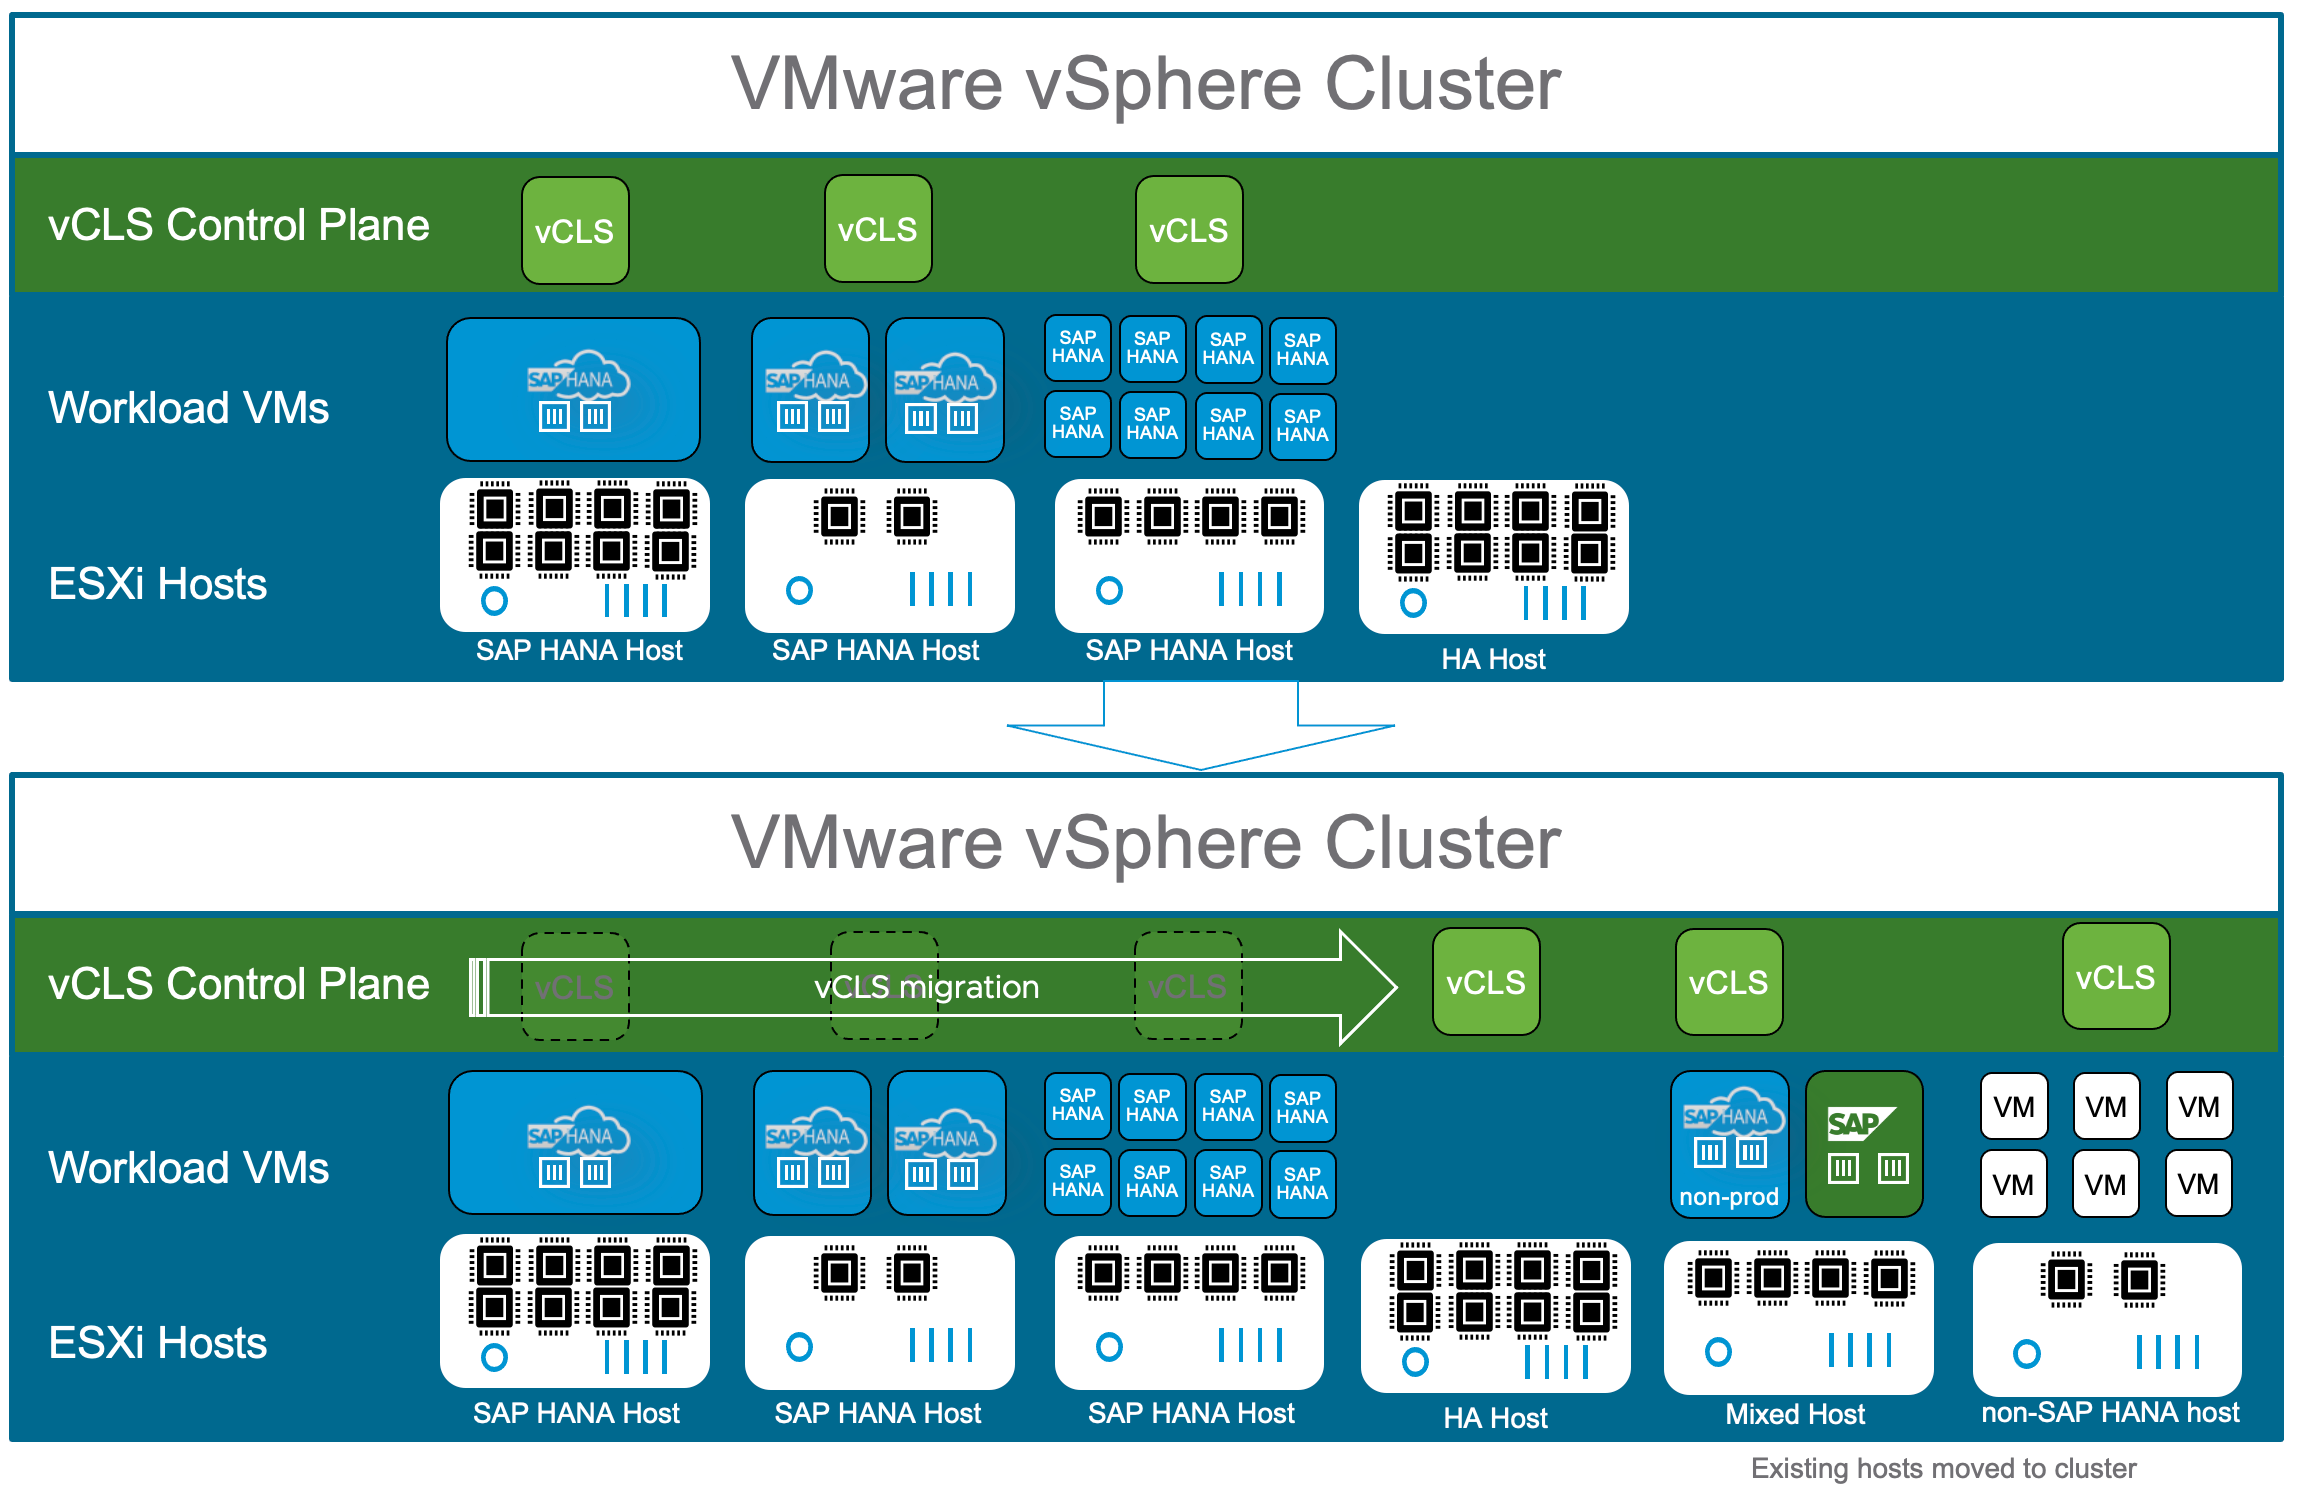 VMware vSphere Cluster
vCLS Control Plane
vCLS
vCLS
vCLS
Workload VMs
SAP HANA
SAP HANA
SAP HANA
SAP
HANA
SAP
HANA
SAP
HANA
SAP
HANA
SAP
HANA
SAP
HANA
SAP
HANA
SAP
HANA
ESXi Hosts
SAP HANA Host
SAP HANA Host
SAP HANA Host
HA Host
VMware vSphere Cluster
vCLS Control Plane
vCLS
vCLS
vCLS migration
vCLS
vCLS
vCLS
vCLS
Workload VMs
SAP HANA
SAP HANA
SAP HANA
SAP
HANA
SAP
HANA
SAP
HANA
SAP
HANA
SAP
HANA
SAP
HANA
SAP
HANA
SAP
HANA
SAP HANA
non-prod
SAP
VM
VM
VM
VM
VM
VM
ESXi Hosts
SAP HANA Host
SAP HANA Host
SAP HANA Host
HA Host
Mixed Host
non-SAP HANA host
Existing hosts moved to cluster